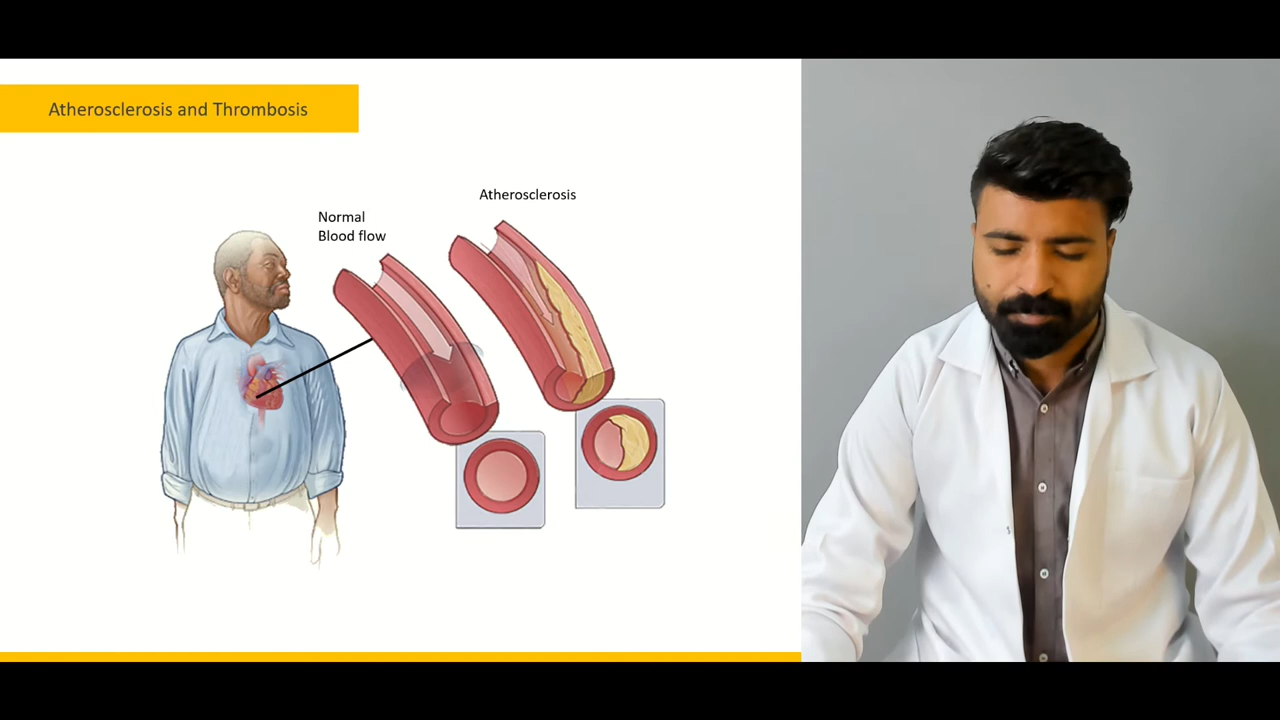 Atherosclerosis and Thrombosis
Atherosclerosis
Normal
Blood flow